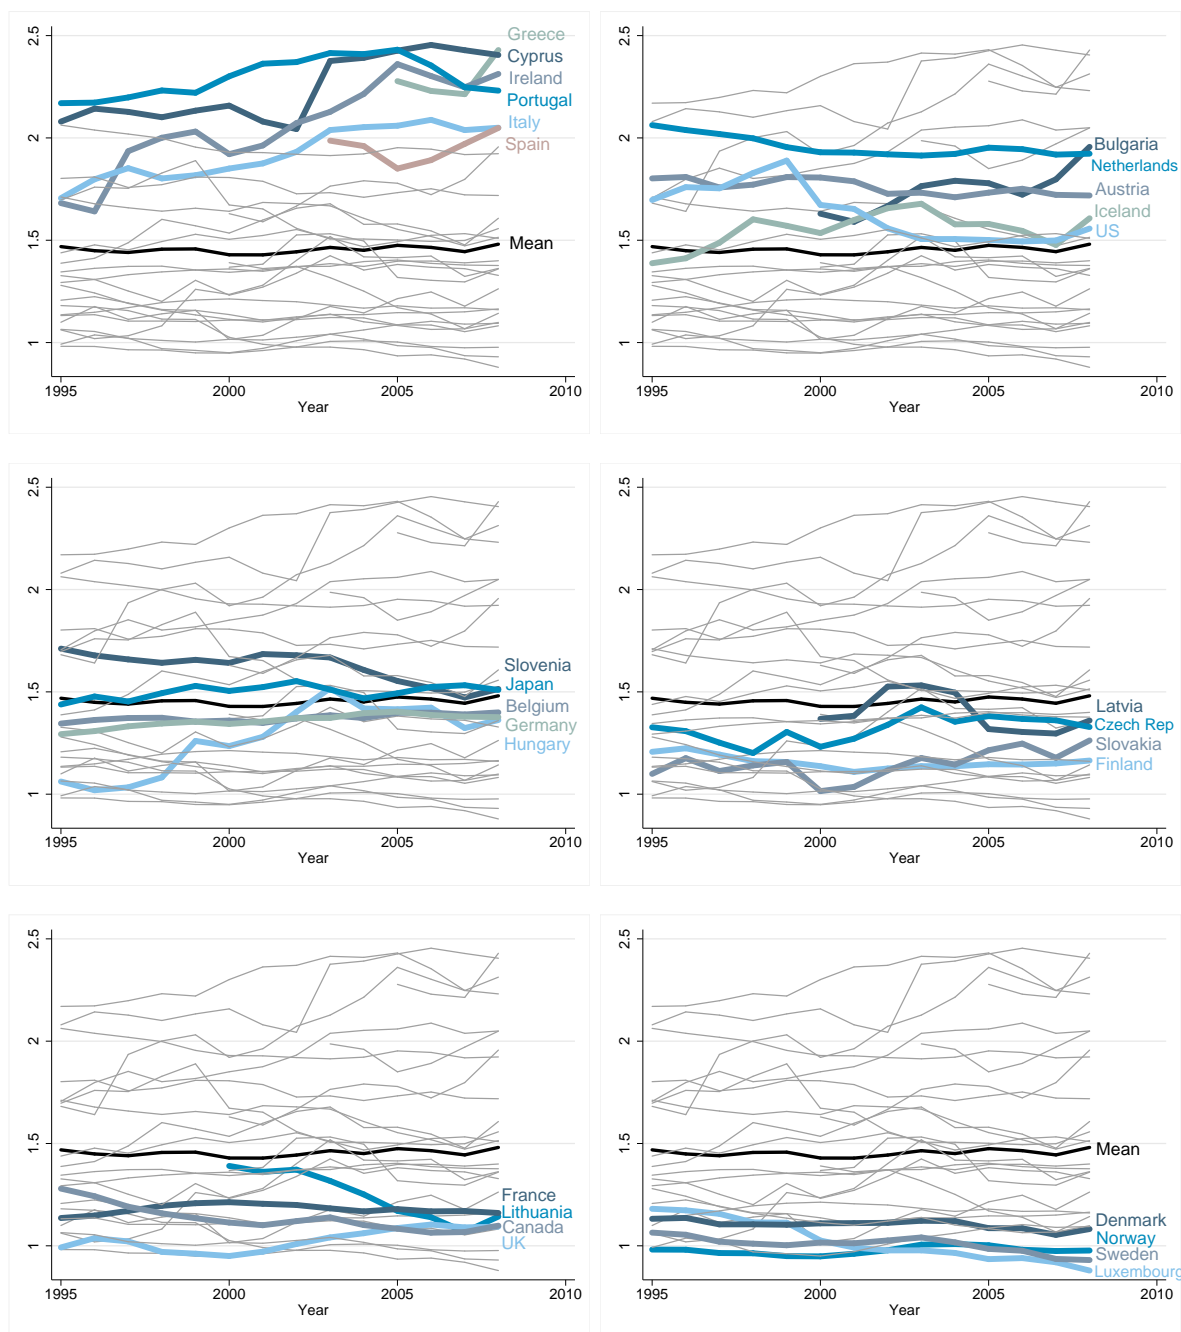 2.5
2
1.5
1
Greece
Cyprus
Ireland
Portugal
Italy
Spain
Mean
1995 2000 2005 2010
Year
2.5
2
1.5
1
Bulgaria
Netherlands
Austria
Iceland
US
1995 2000 2005 2010
Year
2.5
2
1.5
1
Slovenia
Japan
Belgium
Germany
Hungary
1995 2000 2005 2010
Year
2.5
2
1.5
1
Latvia
Czech Rep
Slovakia
Finland
1995 2000 2005 2010
Year
2.5
2
1.5
1
France
Lithuania
Canada
UK
1995 2000 2005 2010
Year
2.5
2
1.5
1
Mean
Denmark
Norway
Sweden
Luxembourg
1995 2000 2005 2010
Year